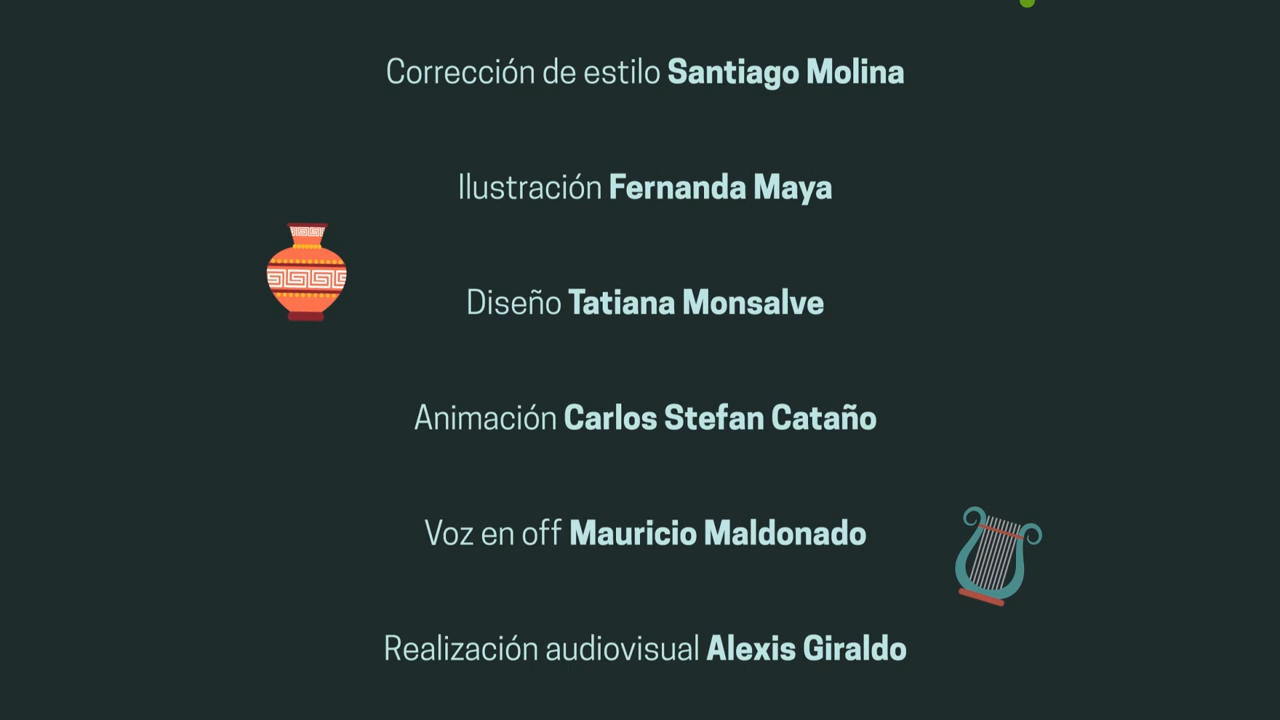 Corrección de estilo Santiago Molina
Ilustración Fernanda Maya
Diseño Tatiana Monsalve
Animación Carlos Stefan Cataño
Voz en off Mauricio Maldonado
Realización audiovisual Alexis Giraldo